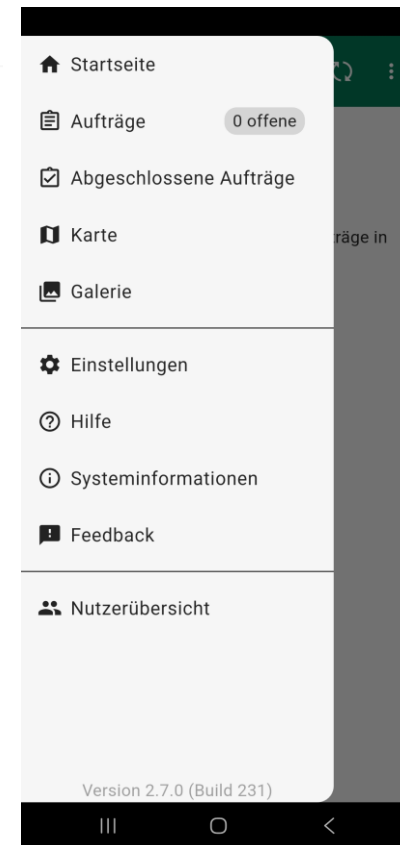 Startseite
Aufträge
0 offene
Abgeschlossene Aufträge
Karte
räge in
Galerie
Einstellungen
Hilfe
Systeminformationen
Feedback
Nutzerübersicht
Version 2.7.0 (Build 231)